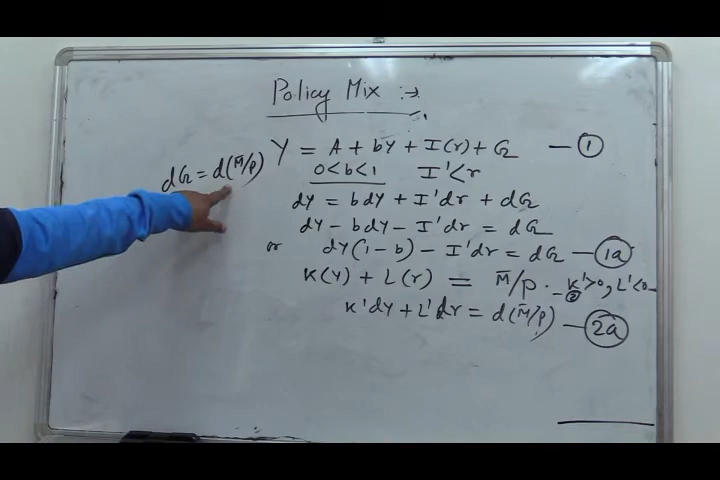 Policy Mix :→
Y = A + bY + I(r) + G — ①
dG = d(M̄/P)
0<b<1 I'<r
dY = bdY + I'dr + dG
dY - bdY - I'dr = dG
or dY(1-b) - I'dr = dG — 1a
K(Y) + L(r) = M̄/P . — ② K'>0, L'<0
K'dY + L'dr = d(M̄/P) — 2a